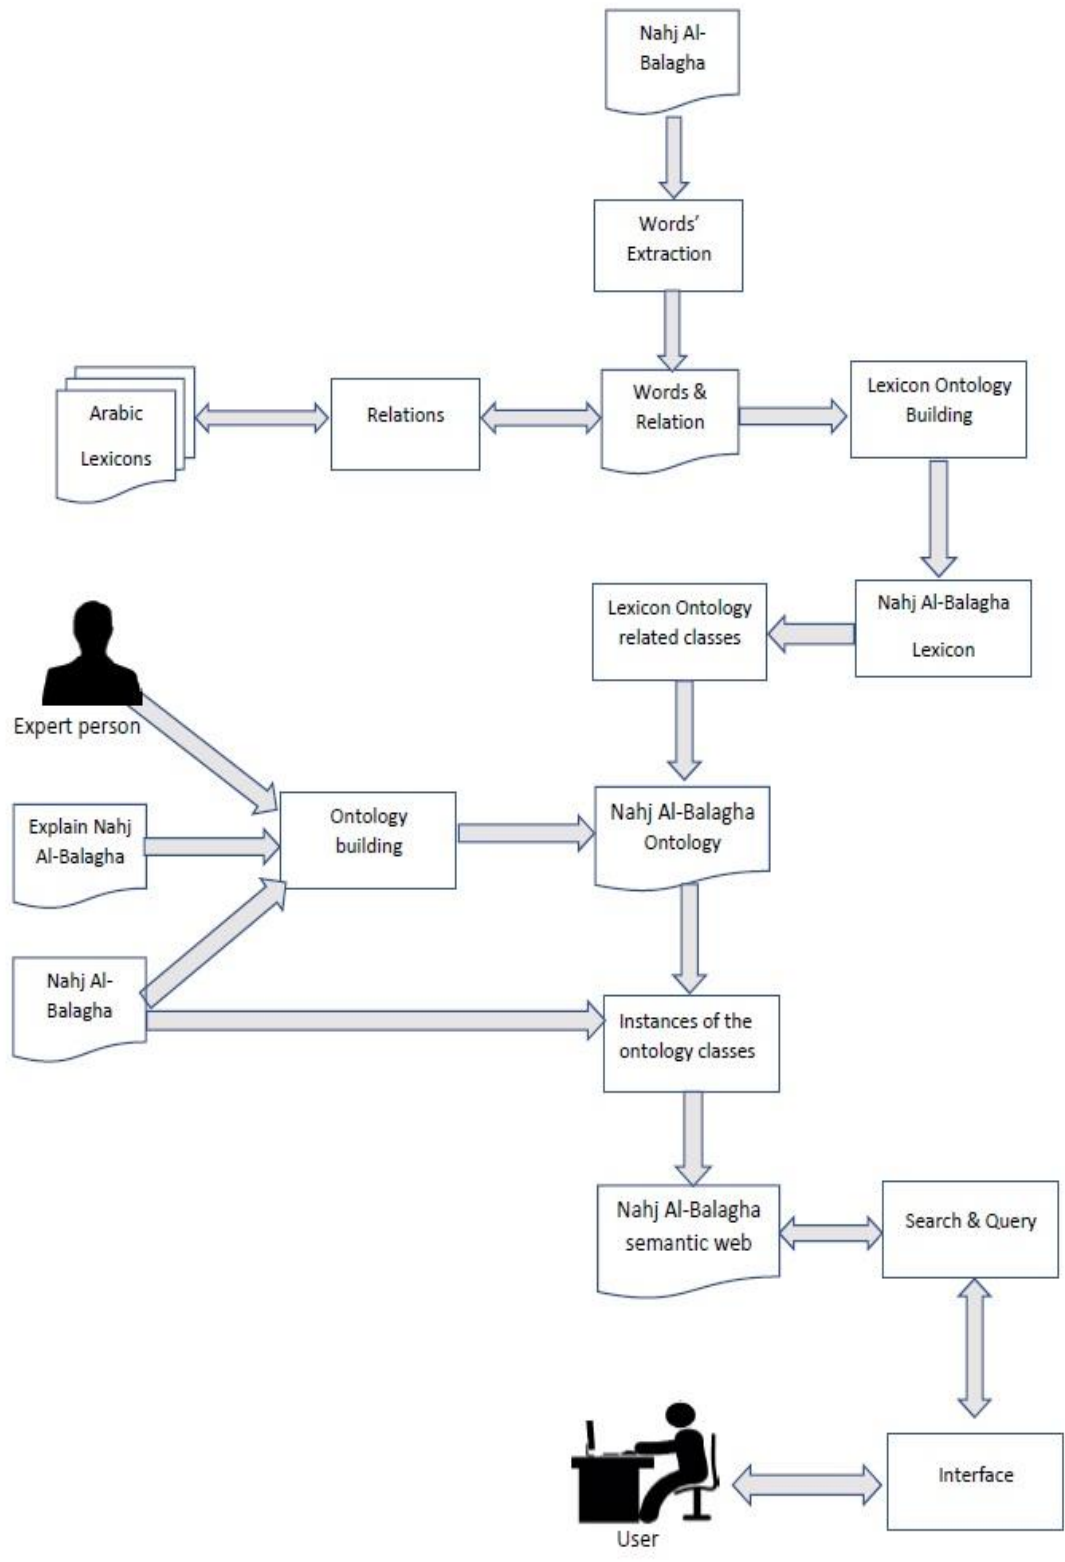 Nahj Al-
Balagha
Words’
Extraction
Arabic
Lexicons
Relations
Words &
Relation
Lexicon Ontology
Building
Lexicon Ontology
related classes
Nahj Al-Balagha
Lexicon
Expert person
Explain Nahj
Al-Balagha
Ontology
building
Nahj Al-Balagha
Ontology
Nahj Al-
Balagha
Instances of the
ontology classes
Nahj Al-Balagha
semantic web
Search & Query
Interface
User